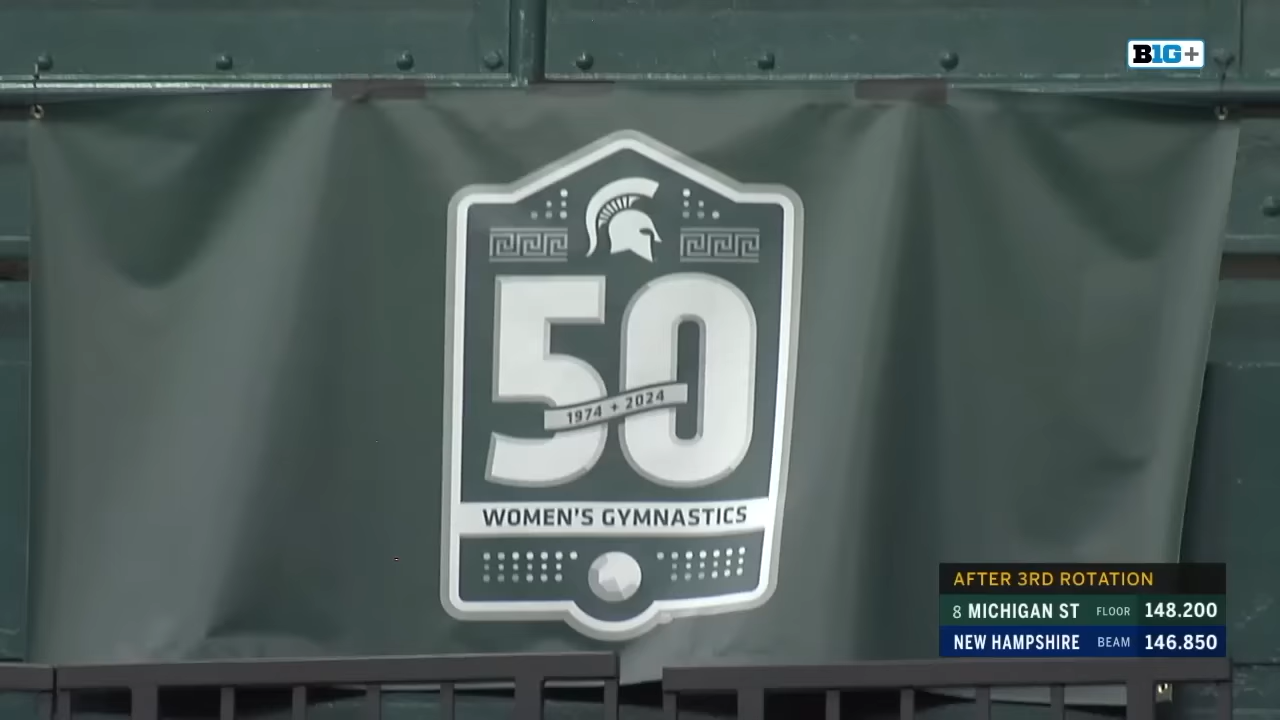 B1G+
50
1974 + 2024
WOMEN'S GYMNASTICS
AFTER 3RD ROTATION
8 MICHIGAN ST FLOOR 148.200
NEW HAMPSHIRE BEAM 146.850